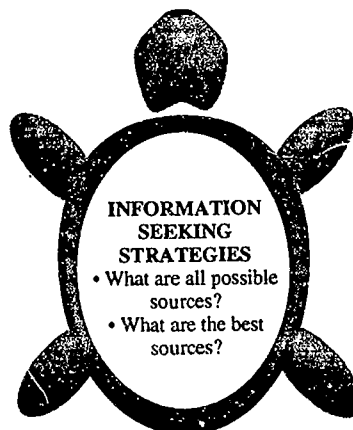 INFORMATION
SEEKING
STRATEGIES
• What are all possible
sources?
• What are the best
sources?